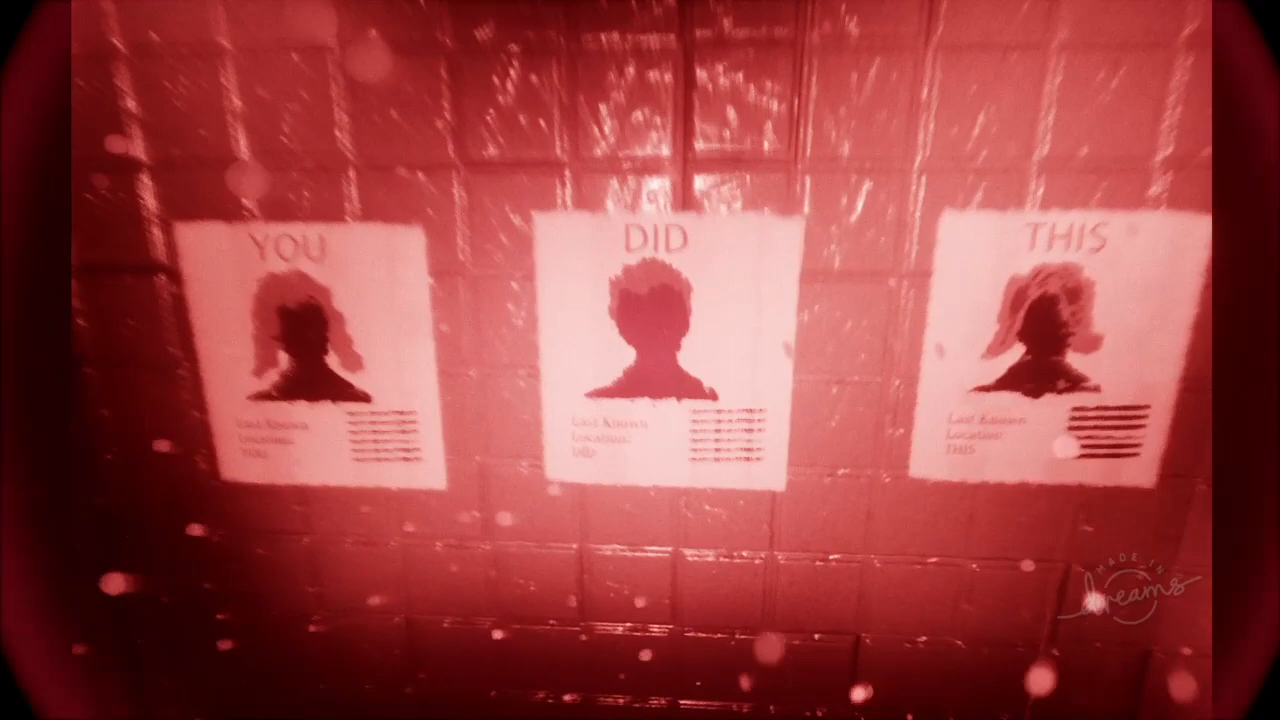 YOU
Last Known
Location:
YOU
DID
Last Known
Location:
DID
THIS
Last Known
Location:
THIS
MADE IN
dreams